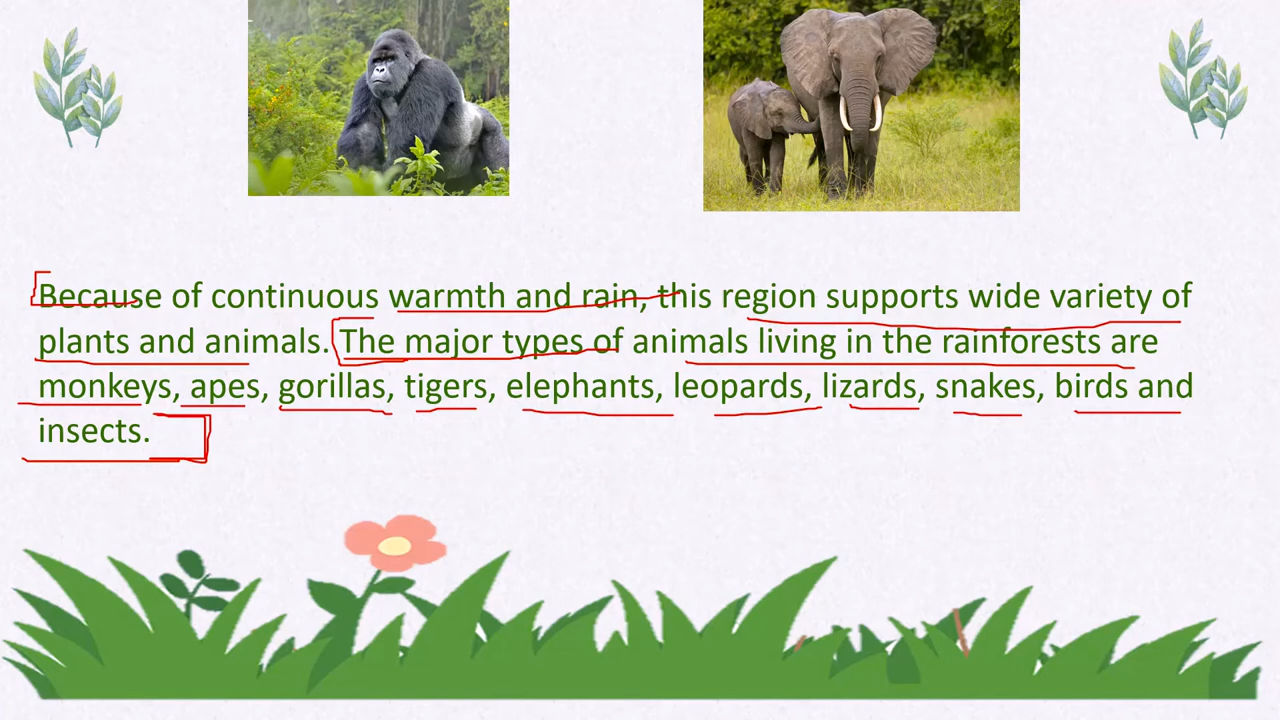 Because of continuous warmth and rain, this region supports wide variety of
plants and animals. The major types of animals living in the rainforests are
monkeys, apes, gorillas, tigers, elephants, leopards, lizards, snakes, birds and
insects.